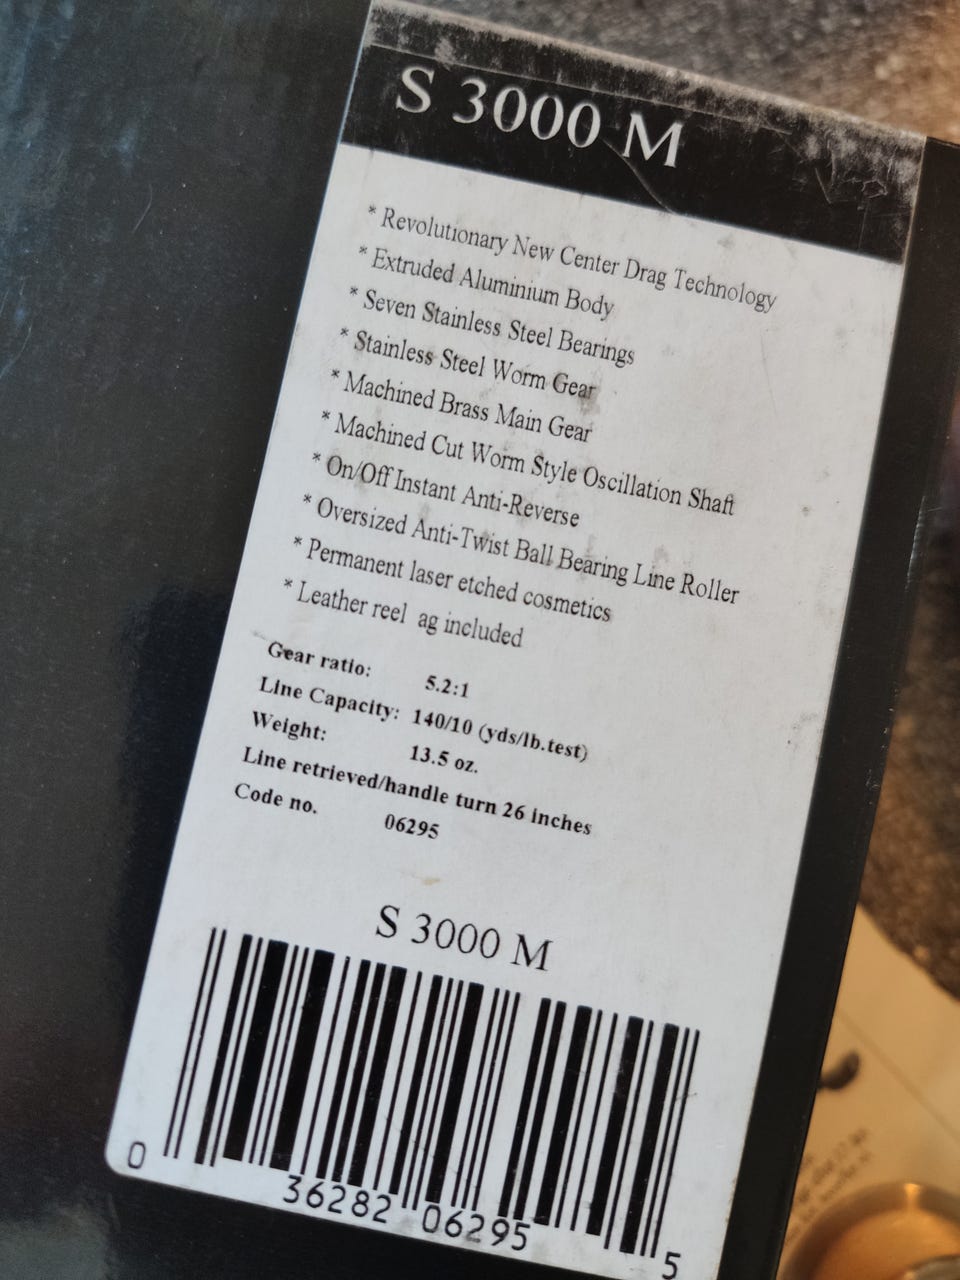 S 3000 M
* Revolutionary New Center Drag Technology
* Extruded Aluminium Body
* Seven Stainless Steel Bearings
* Stainless Steel Worm Gear
* Machined Brass Main Gear
* Machined Cut Worm Style Oscillation Shaft
* On/Off Instant Anti-Reverse
* Oversized Anti-Twist Ball Bearing Line Roller
* Permanent laser etched cosmetics
* Leather reel ag included
Gear ratio: 5.2:1
Line Capacity: 140/10 (yds/lb.test)
Weight: 13.5 oz.
Line retrieved/handle turn 26 inches
Code no. 06295
S 3000 M
0 36282 06295 5